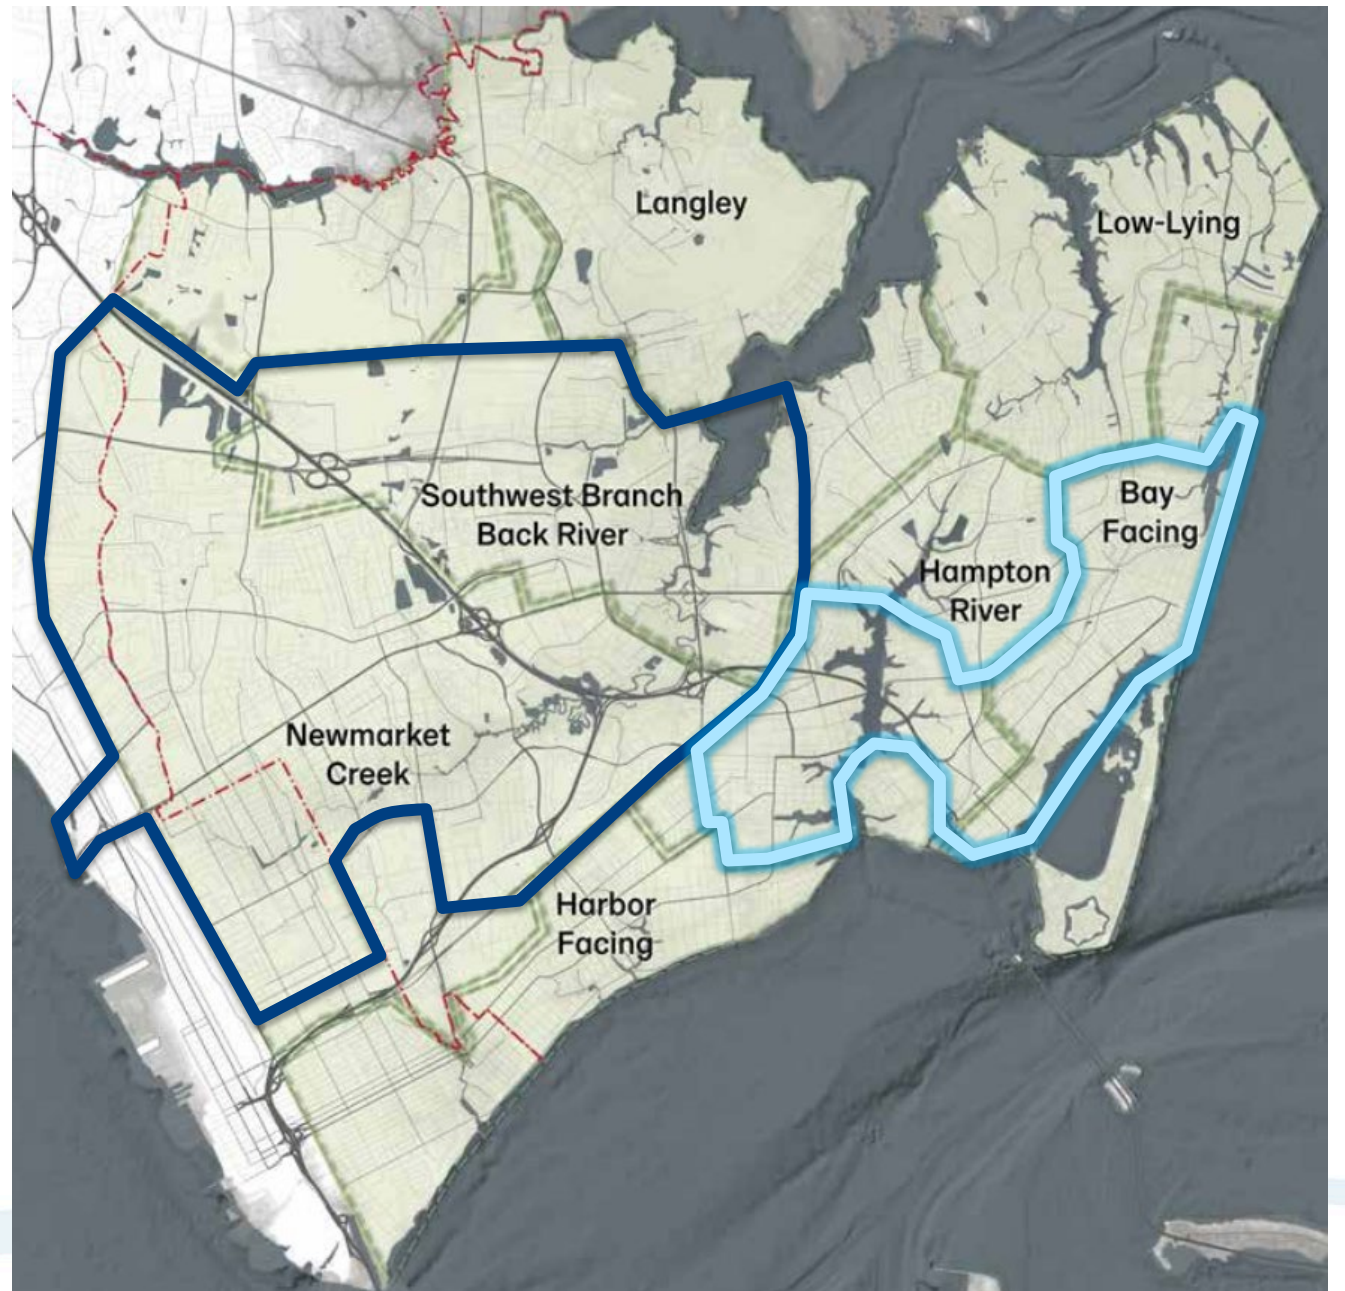 Langley
Low-Lying
Southwest Branch
Back River
Bay
Facing
Hampton
River
Newmarket
Creek
Harbor
Facing